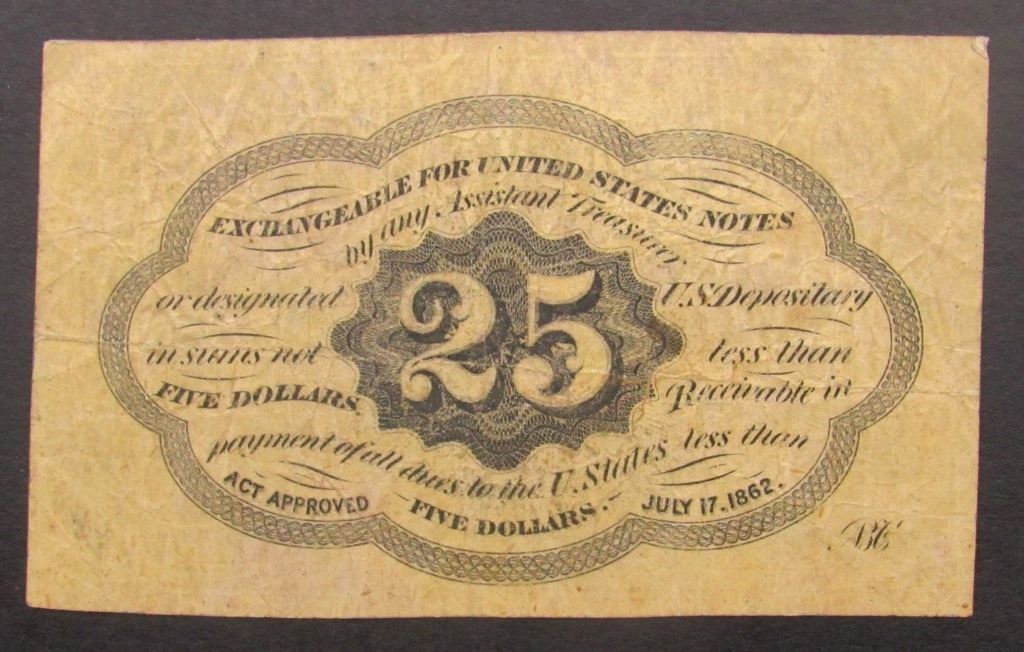 EXCHANGEABLE FOR UNITED STATES NOTES
by any Assistant Treasurer
or designated U.S. Depositary
in sums not less than
FIVE DOLLARS. Receivable in
payment of all dues to the U. States less than
FIVE DOLLARS.
ACT APPROVED JULY 17. 1862.
25